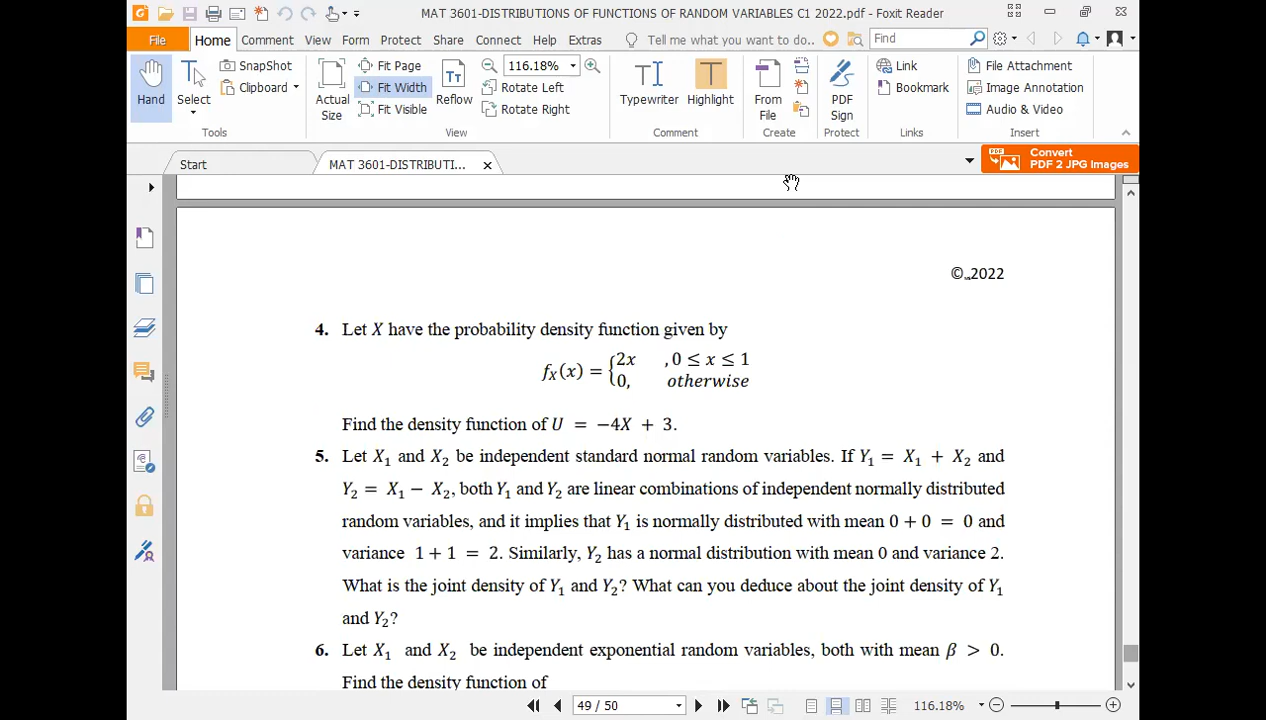 MAT 3601-DISTRIBUTIONS OF FUNCTIONS OF RANDOM VARIABLES C1 2022.pdf - Foxit Reader
File Home Comment View Form Protect Share Connect Help Extras Tell me what you want to do.. Find
Hand
Select
SnapShot
Clipboard
Tools
Actual Size
Fit Page
Fit Width
Fit Visible
Reflow
116.18%
Rotate Left
Rotate Right
View
Typewriter
Highlight
Comment
From File
Create
PDF Sign
Protect
Link
Bookmark
Links
File Attachment
Image Annotation
Audio & Video
Insert
Start
MAT 3601-DISTRIBUTI...
Convert
PDF 2 JPG Images
2022
4. Let X have the probability density function given by
f_X(x) = {2x , 0 ≤ x ≤ 1
0, otherwise
Find the density function of U = −4X + 3.
5. Let X₁ and X₂ be independent standard normal random variables. If Y₁ = X₁ + X₂ and
Y₂ = X₁ − X₂, both Y₁ and Y₂ are linear combinations of independent normally distributed
random variables, and it implies that Y₁ is normally distributed with mean 0 + 0 = 0 and
variance 1 + 1 = 2. Similarly, Y₂ has a normal distribution with mean 0 and variance 2.
What is the joint density of Y₁ and Y₂? What can you deduce about the joint density of Y₁
and Y₂?
6. Let X₁ and X₂ be independent exponential random variables, both with mean β > 0.
Find the density function of
49 / 50
116.18%